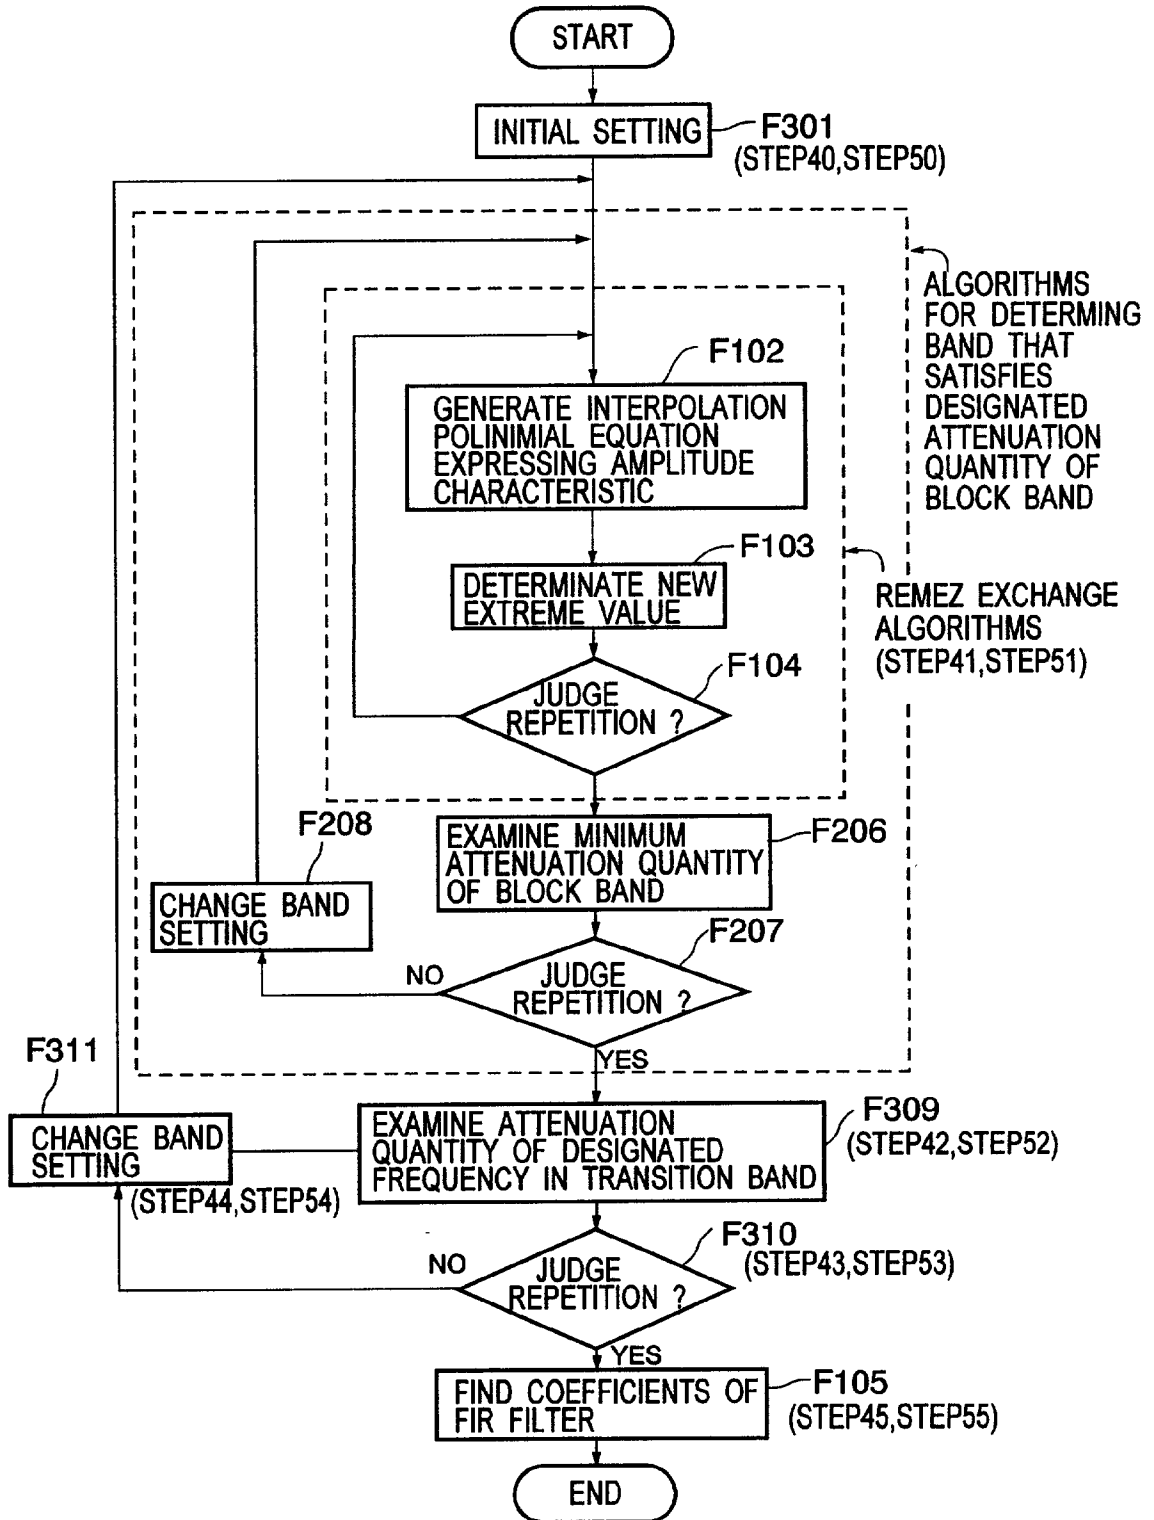 START
INITIAL SETTING
F301
(STEP40,STEP50)
ALGORITHMS
FOR DETERMING
BAND THAT
SATISFIES
DESIGNATED
ATTENUATION
QUANTITY OF
BLOCK BAND
F102
GENERATE INTERPOLATION
POLINIMIAL EQUATION
EXPRESSING AMPLITUDE
CHARACTERISTIC
F103
DETERMINATE NEW
EXTREME VALUE
REMEZ EXCHANGE
ALGORITHMS
(STEP41,STEP51)
F104
JUDGE
REPETITION ?
F206
EXAMINE MINIMUM
ATTENUATION QUANTITY
OF BLOCK BAND
F208
CHANGE BAND
SETTING
F207
NO
JUDGE
REPETITION ?
YES
F311
CHANGE BAND
SETTING
(STEP44,STEP54)
EXAMINE ATTENUATION
QUANTITY OF DESIGNATED
FREQUENCY IN TRANSITION BAND
F309
(STEP42,STEP52)
F310
(STEP43,STEP53)
NO
JUDGE
REPETITION ?
YES
FIND COEFFICIENTS OF
FIR FILTER
F105
(STEP45,STEP55)
END